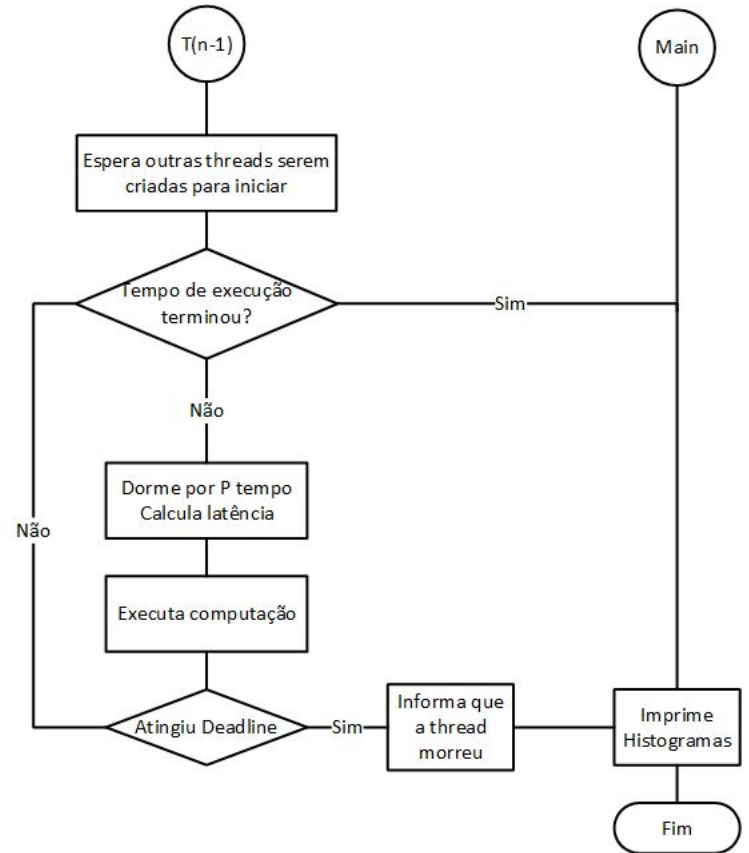 T(n-1)
Main
Espera outras threads serem
criadas para iniciar
Tempo de execução
terminou?
Sim
Não
Dorme por P tempo
Calcula latência
Não
Executa computação
Atingiu Deadline
Sim
Informa que
a thread
morreu
Imprime
Histogramas
Fim